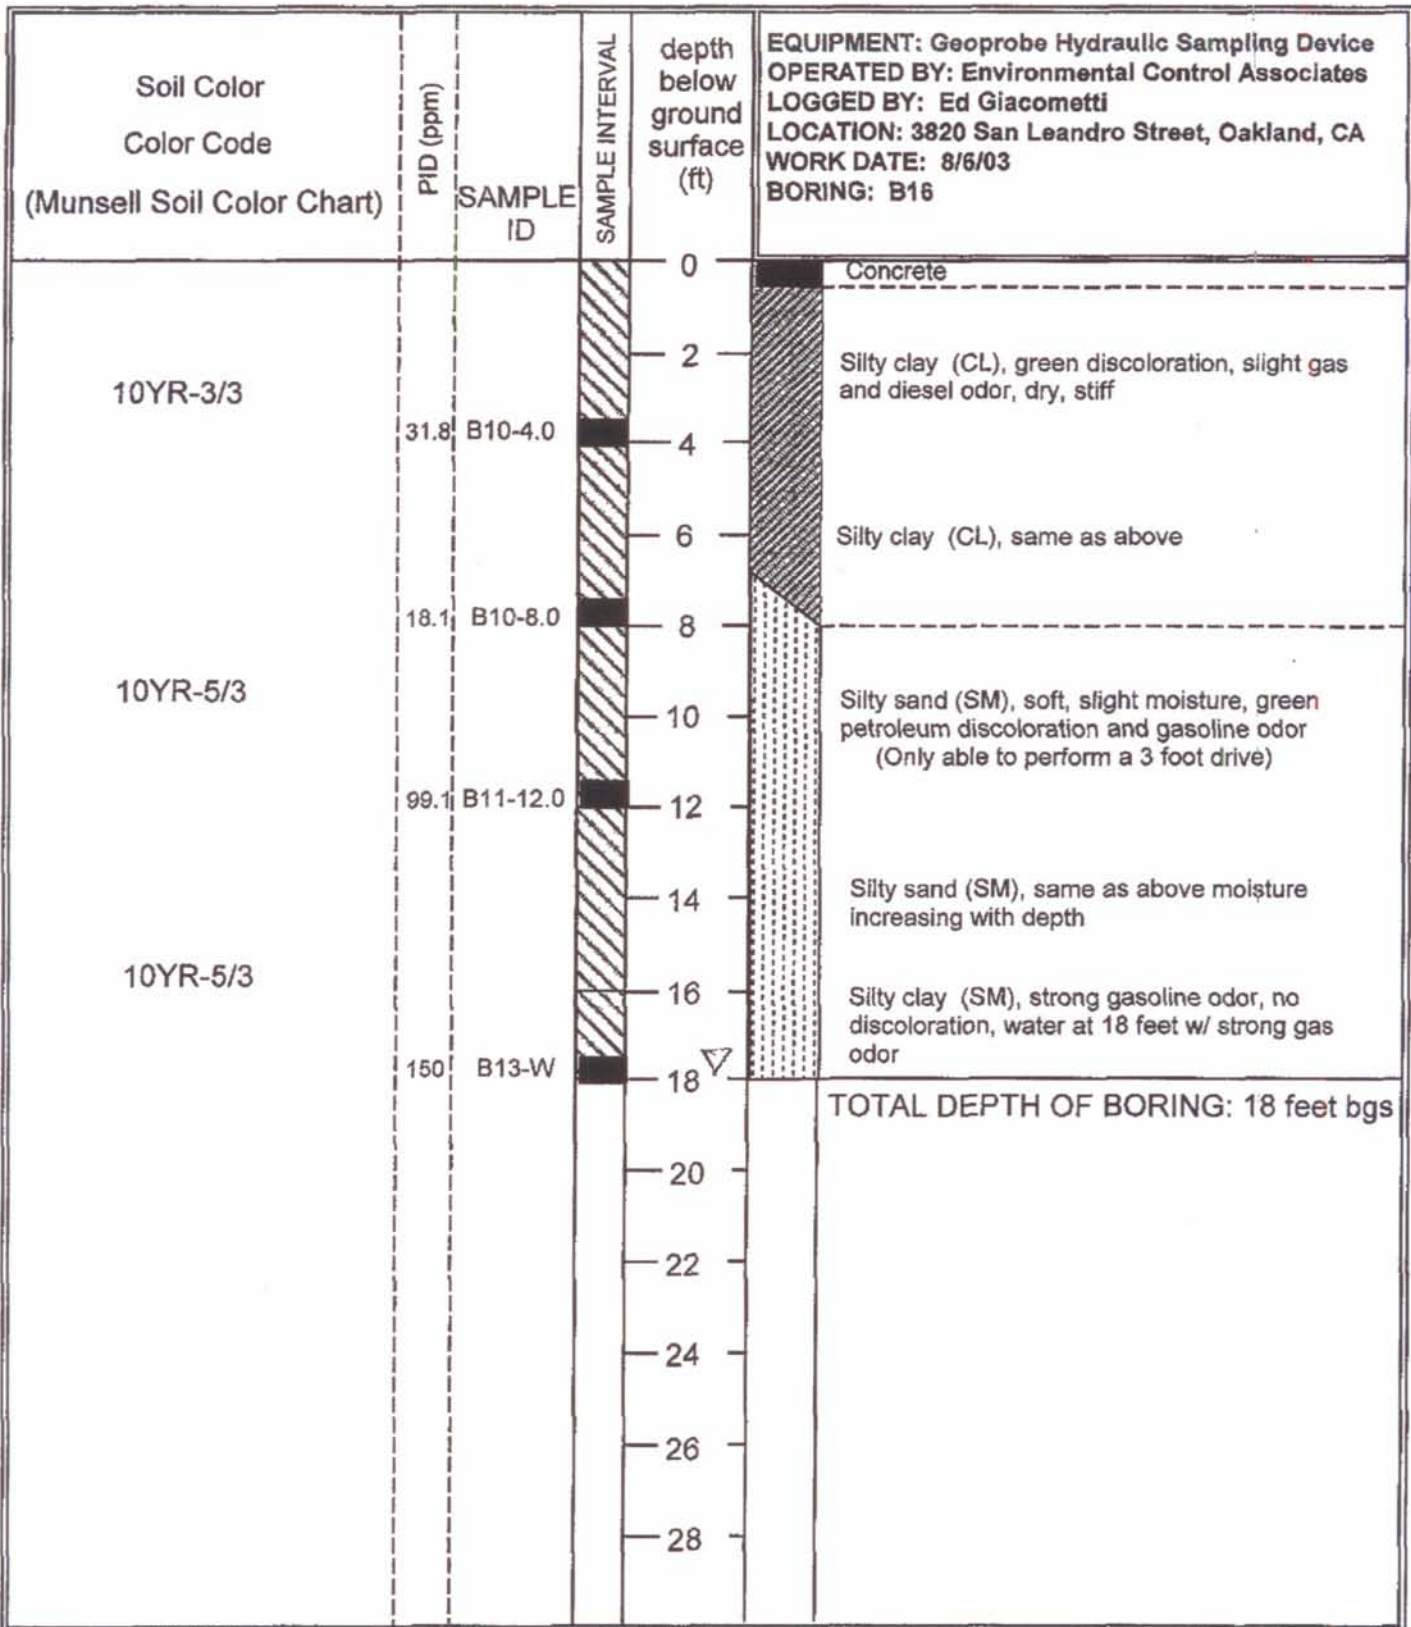 Soil Color
Color Code
(Munsell Soil Color Chart)
PID (ppm)
SAMPLE
ID
SAMPLE INTERVAL
depth
below
ground
surface
(ft)
EQUIPMENT: Geoprobe Hydraulic Sampling Device
OPERATED BY: Environmental Control Associates
LOGGED BY: Ed Giacometti
LOCATION: 3820 San Leandro Street, Oakland, CA
WORK DATE: 8/6/03
BORING: B16
0
Concrete
2
Silty clay (CL), green discoloration, slight gas
and diesel odor, dry, stiff
10YR-3/3
31.8 B10-4.0
4
6
Silty clay (CL), same as above
18.1 B10-8.0
8
10YR-5/3
Silty sand (SM), soft, slight moisture, green
petroleum discoloration and gasoline odor
(Only able to perform a 3 foot drive)
10
99.1 B11-12.0
12
14
Silty sand (SM), same as above moisture
increasing with depth
10YR-5/3
16
Silty clay (SM), strong gasoline odor, no
discoloration, water at 18 feet w/ strong gas
odor
150 B13-W
18
TOTAL DEPTH OF BORING: 18 feet bgs
20
22
24
26
28